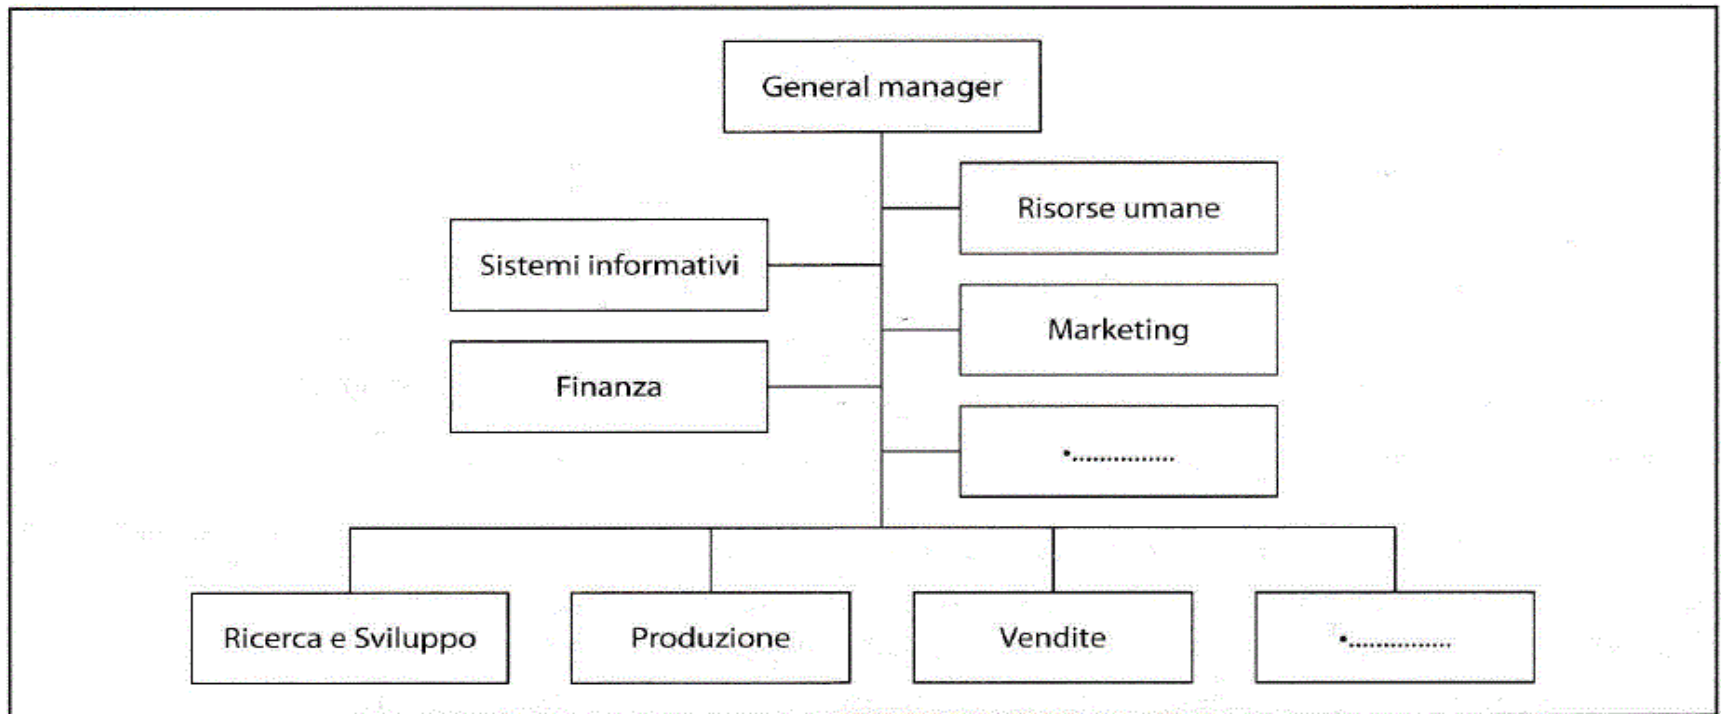 General manager
Risorse umane
Sistemi informativi
Marketing
Finanza
•...............
Ricerca e Sviluppo
Produzione
Vendite
•...............